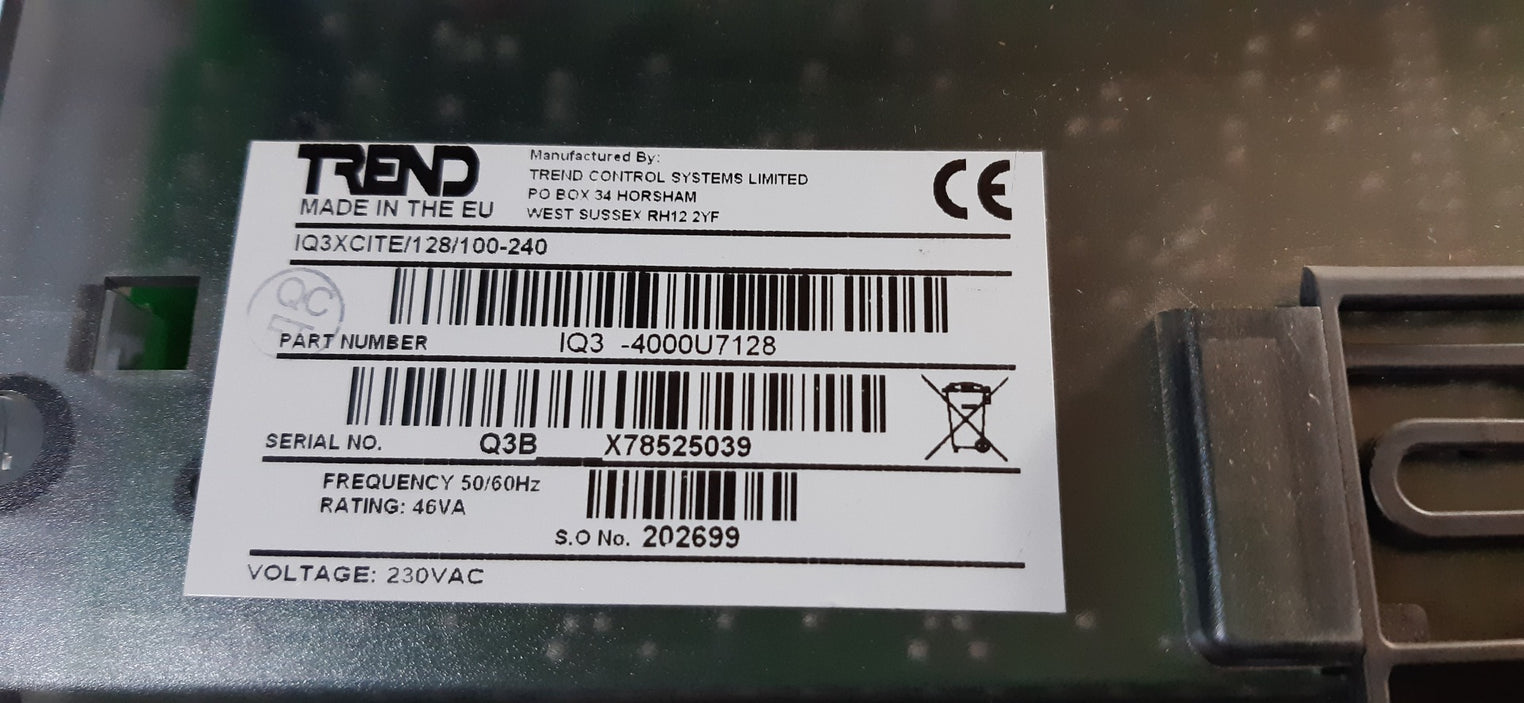 TREND
MADE IN THE EU
Manufactured By:
TREND CONTROL SYSTEMS LIMITED
PO BOX 34 HORSHAM
WEST SUSSEX RH12 2YF
CE
IQ3XCITE/128/100-240
QC
PART NUMBER IQ3 -4000U7128
SERIAL NO. Q3B X78525039
FREQUENCY 50/60Hz
RATING: 46VA
S.O No. 202699
VOLTAGE: 230VAC